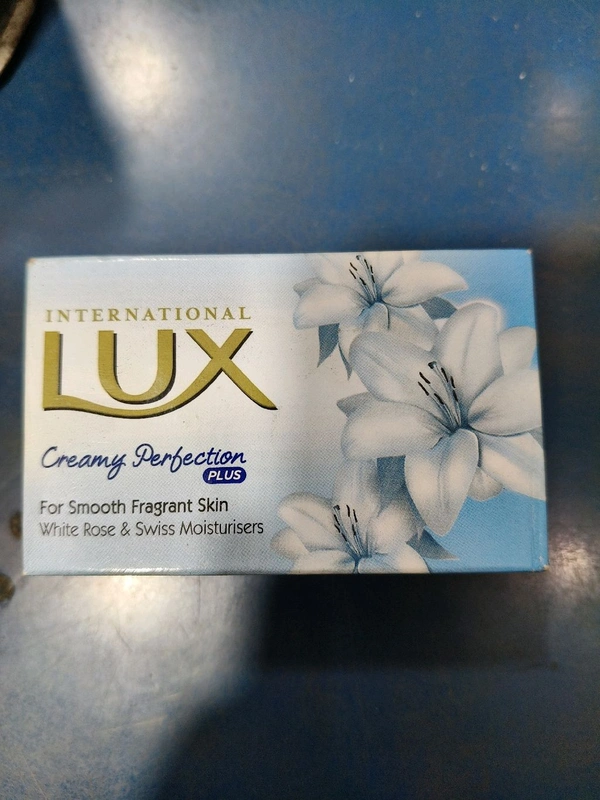 INTERNATIONAL
LUX
Creamy Perfection
PLUS
For Smooth Fragrant Skin
White Rose & Swiss Moisturisers